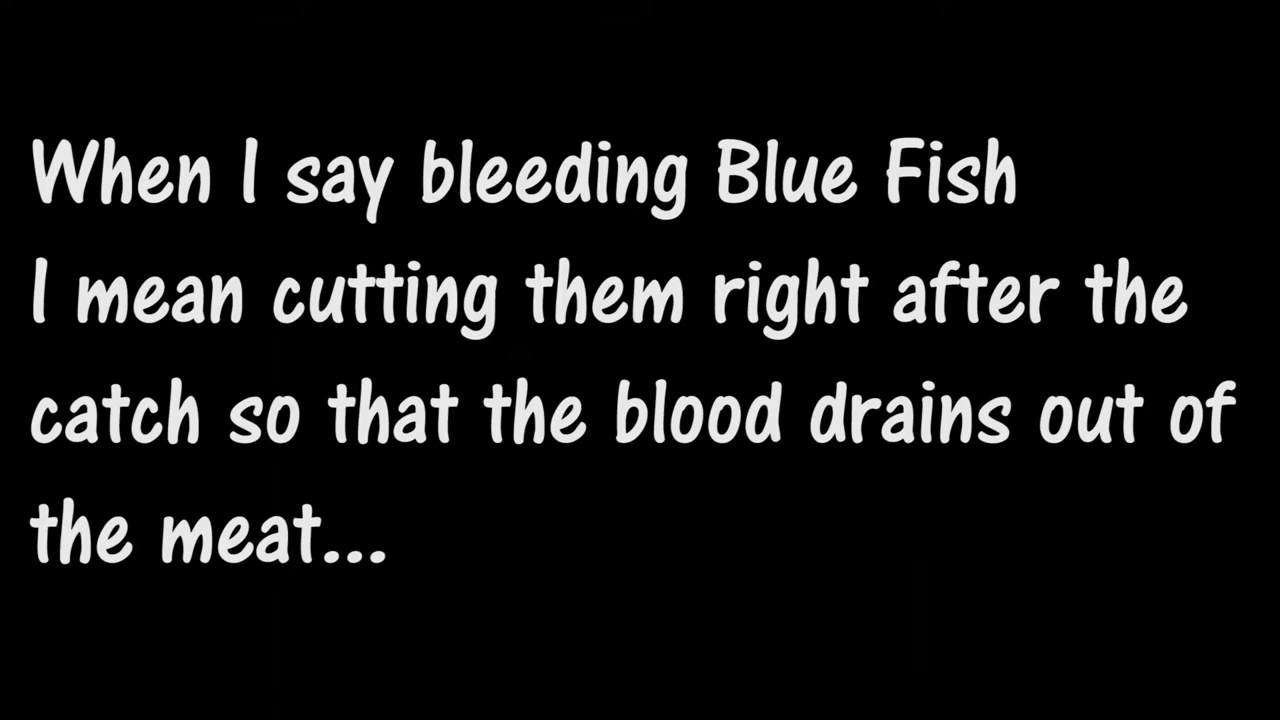 When I say bleeding Blue Fish
I mean cutting them right after the
catch so that the blood drains out of
the meat...